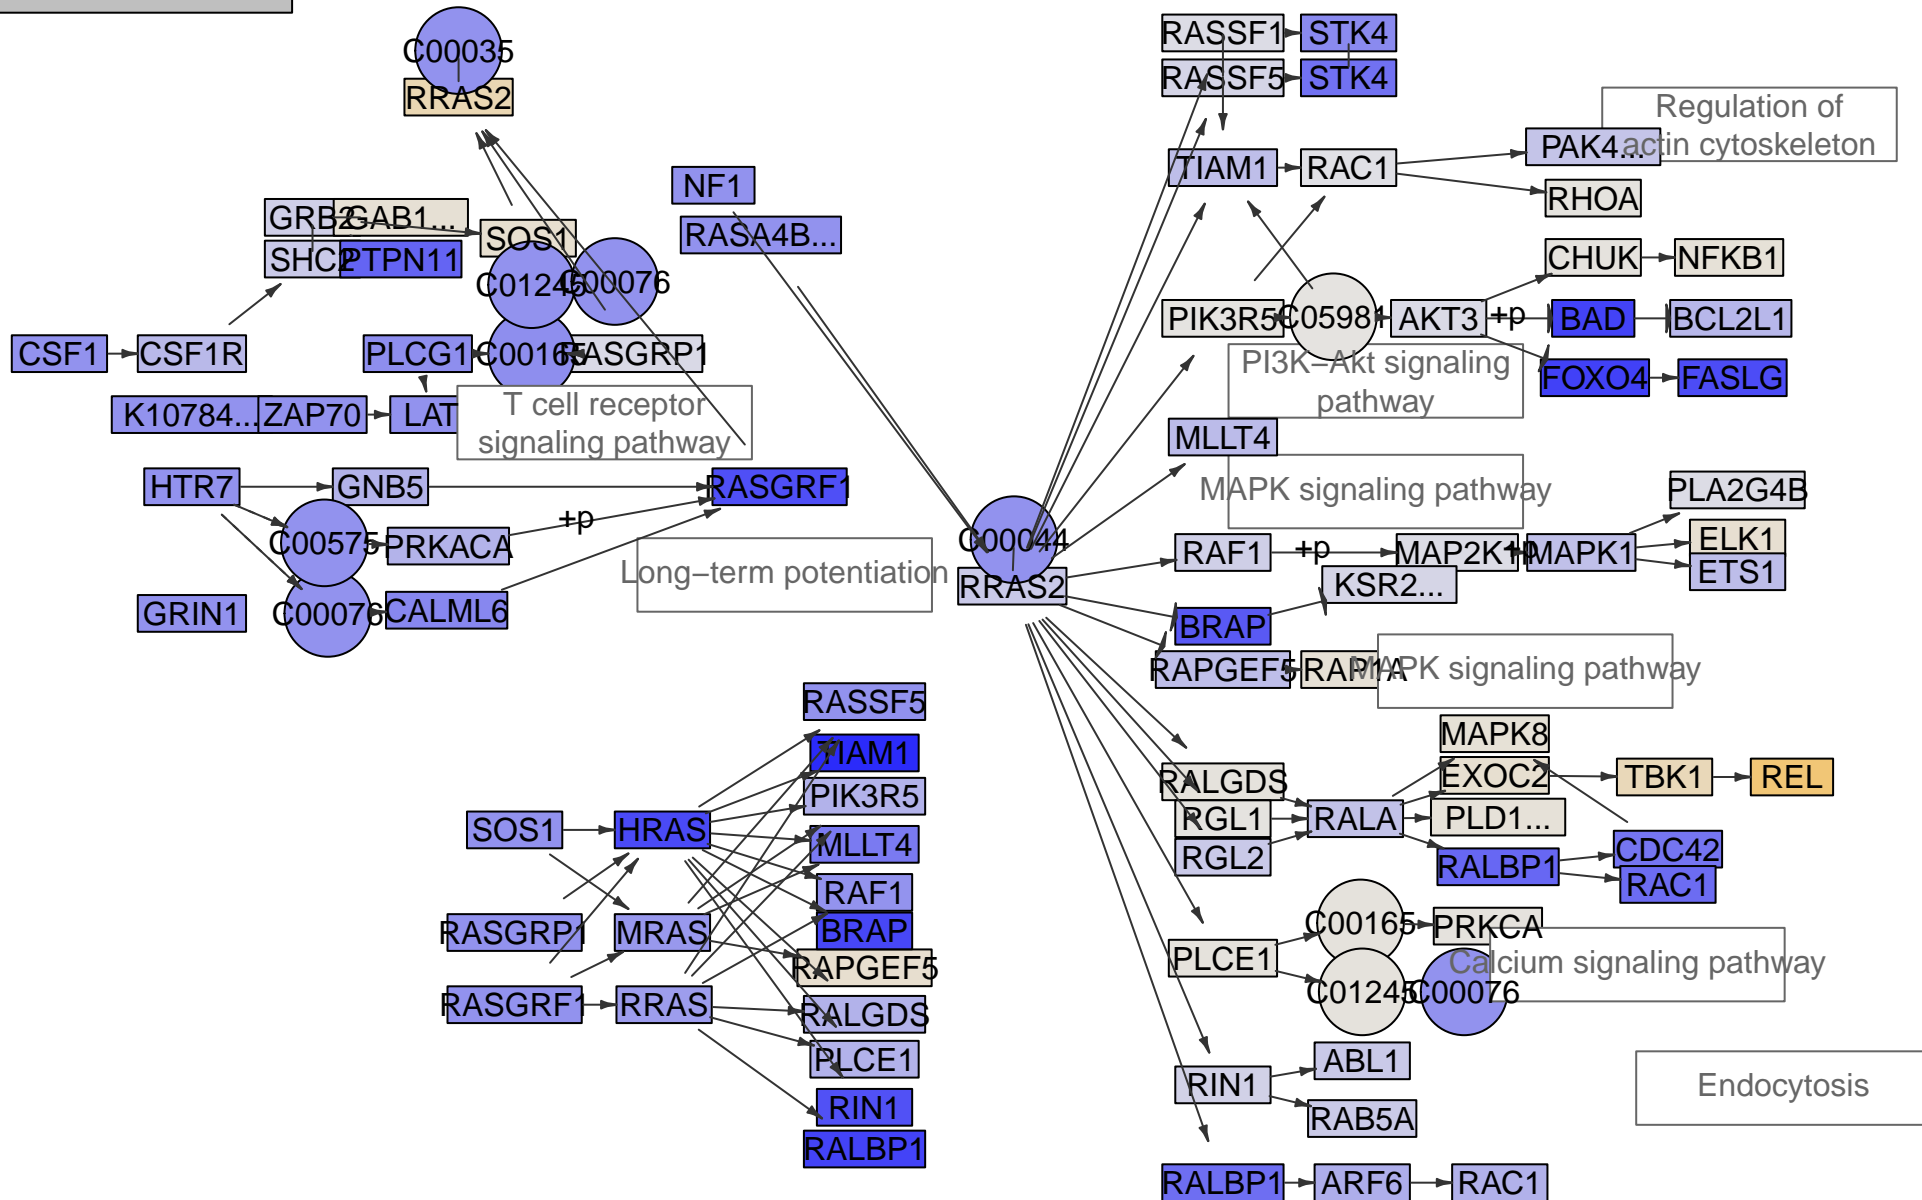 C00035
RRAS2
NF1
RASA4B...
GRB2
GAB1...
SOS1
SHC2
PTPN11
C01245
C00076
CSF1
CSF1R
PLCG1
C00165
RASGRP1
K10784...
ZAP70
LAT
T cell receptor
signaling pathway
HTR7
GNB5
RASGRF1
+p
C00575
PRKACA
Long−term potentiation
GRIN1
C00076
CALML6
C00044
RRAS2
RASSF1
STK4
RASSF5
STK4
Regulation of
actin cytoskeleton
PAK4...
TIAM1
RAC1
RHOA
CHUK
NFKB1
PIK3R5
C05981
AKT3
+p
BAD
BCL2L1
PI3K−Akt signaling
pathway
FOXO4
FASLG
MLLT4
MAPK signaling pathway
PLA2G4B
RAF1
+p
MAP2K1
+p
MAPK1
ELK1
ETS1
KSR2...
BRAP
RAPGEF5
RAP1A
MAPK signaling pathway
RASSF5
TIAM1
PIK3R5
SOS1
HRAS
MLLT4
RAF1
RASGRP1
MRAS
BRAP
RAPGEF5
RASGRF1
RRAS
RALGDS
PLCE1
RIN1
RALBP1
MAPK8
RALGDS
EXOC2
TBK1
REL
RGL1
RALA
PLD1...
RGL2
RALBP1
CDC42
RAC1
C00165
PRKCA
PLCE1
Calcium signaling pathway
C01245
C00076
ABL1
RIN1
RAB5A
Endocytosis
RALBP1
ARF6
RAC1